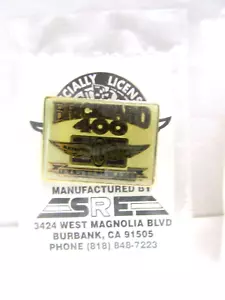 OFFICIALLY LICENSED
BRICKYARD
400
MANUFACTURED BY
SRE
3424 WEST MAGNOLIA BLVD
BURBANK, CA 91505
PHONE (818) 848-7223